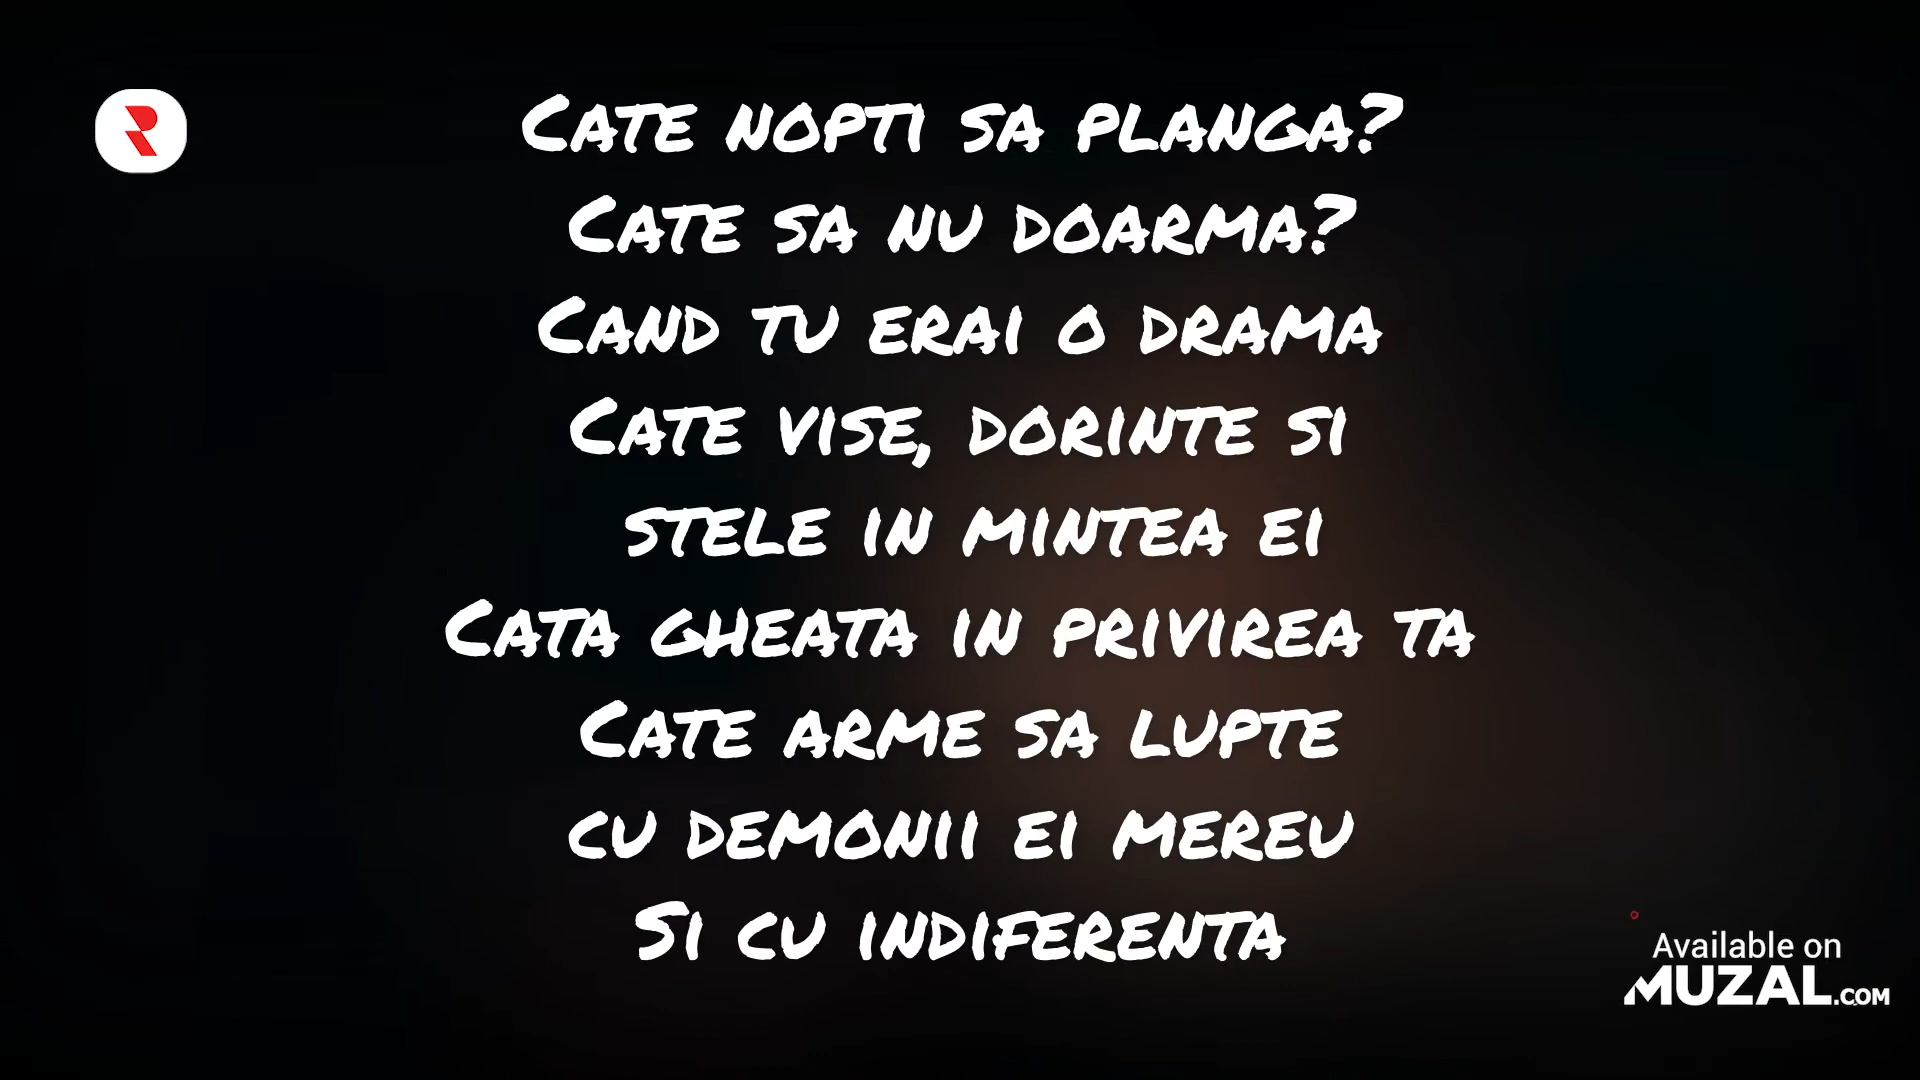 Cate nopti sa planga?
Cate sa nu doarma?
Cand tu erai o drama
Cate vise, dorinte si
stele in mintea ei
Cata gheata in privirea ta
Cate arme sa lupte
cu demonii ei mereu
Si cu indiferenta
Available on
MUZAL.COM